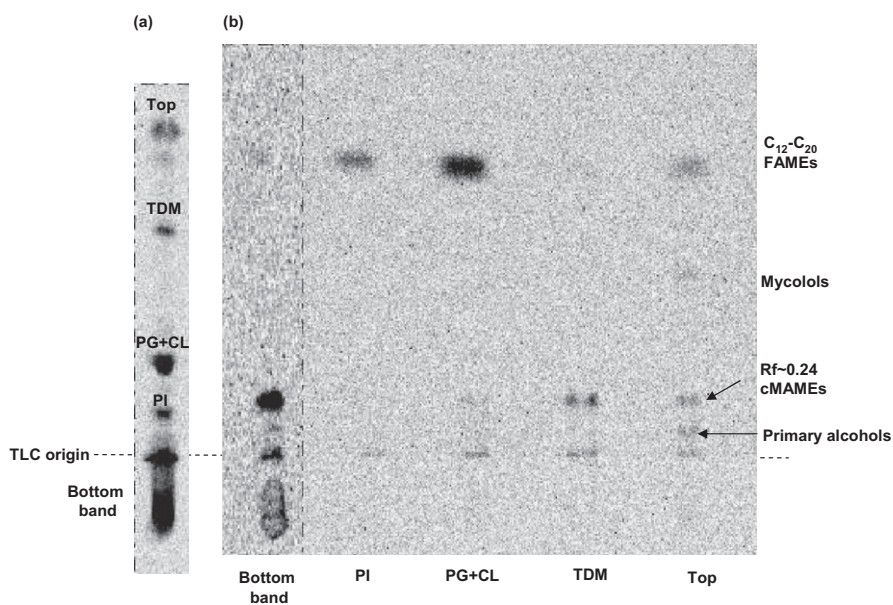 (a)
(b)
Top
TDM
PG+CL
PI
TLC origin
Bottom
band
C₁₂-C₂₀
FAMEs
Mycolols
Rf~0.24
cMAMEs
Primary alcohols
Bottom
band
PI
PG+CL
TDM
Top